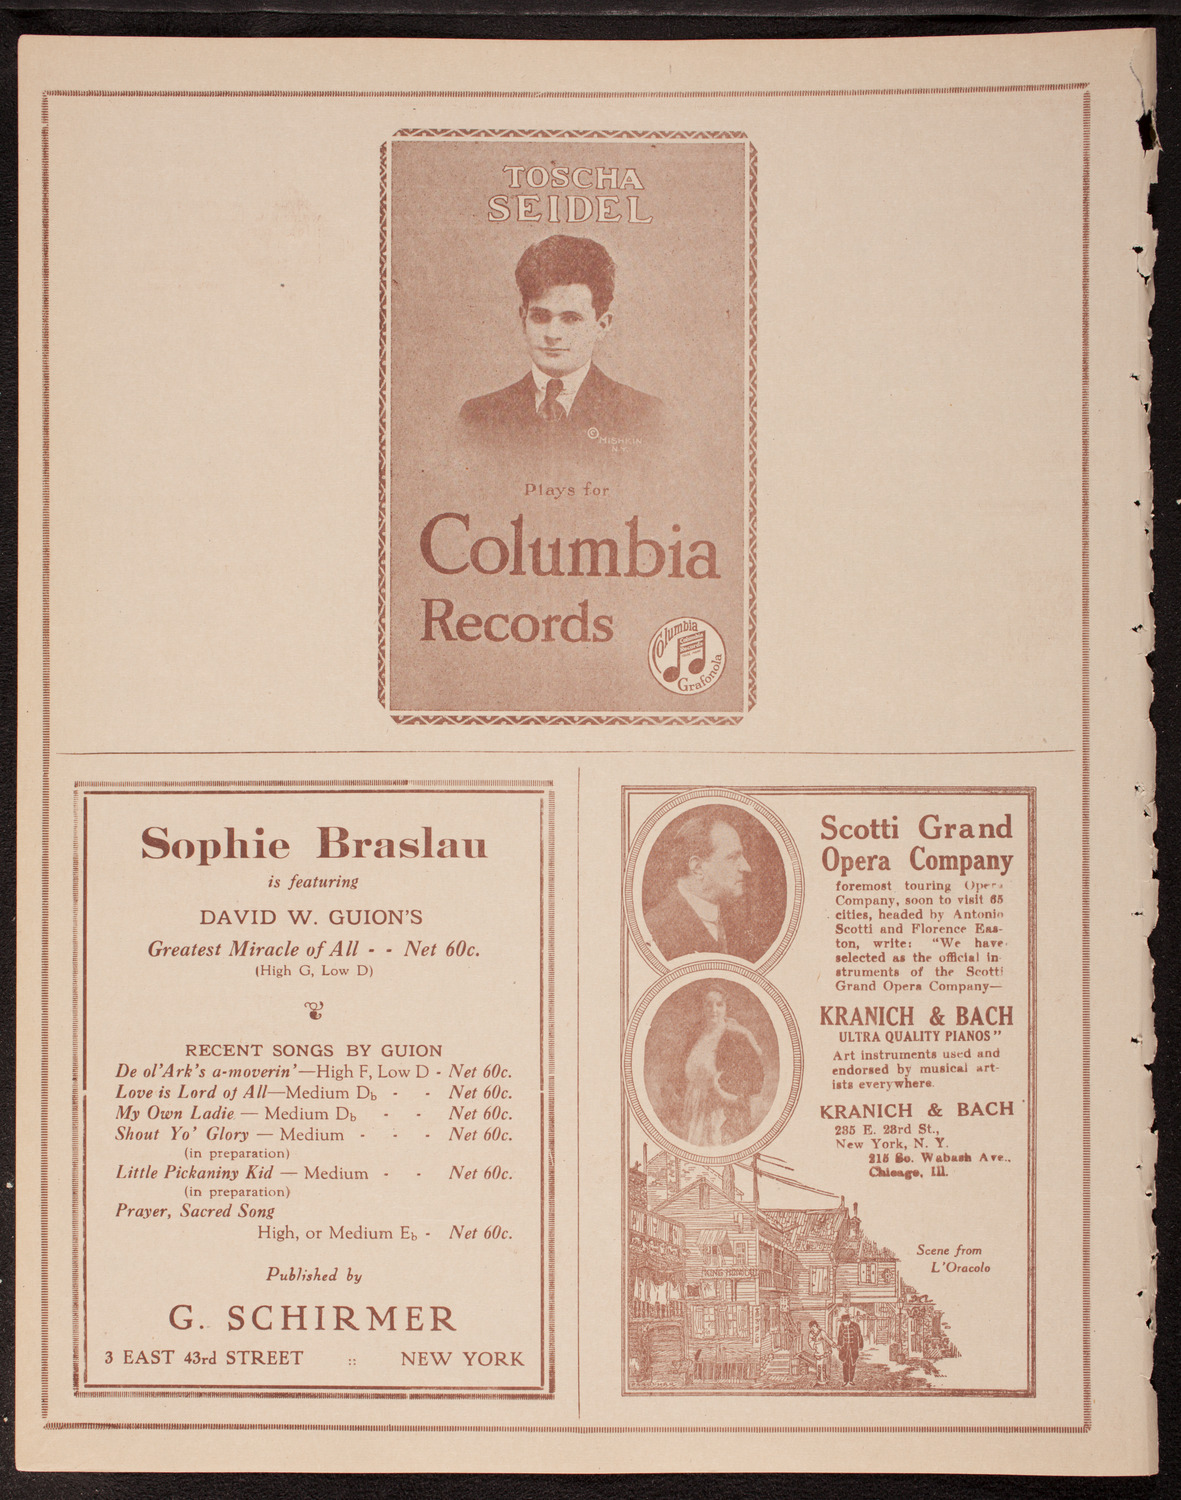 TOSCHA
SEIDEL
© MISHKIN
N.Y.
Plays for
Columbia
Records
Columbia
Grafonola
Sophie Braslau
is featuring
DAVID W. GUION'S
Greatest Miracle of All - - Net 60c.
(High G, Low D)
RECENT SONGS BY GUION
De ol' Ark's a-moverin'—High F, Low D - Net 60c.
Love is Lord of All—Medium D♭ - - Net 60c.
My Own Ladie — Medium D♭ - - Net 60c.
Shout Yo' Glory — Medium - - - Net 60c.
(in preparation)
Little Pickaniny Kid — Medium - - Net 60c.
(in preparation)
Prayer, Sacred Song
High, or Medium E♭ - Net 60c.
Published by
G. SCHIRMER
3 EAST 43rd STREET :: NEW YORK
Scotti Grand
Opera Company
foremost touring Opera
Company, soon to visit 65
cities, headed by Antonio
Scotti and Florence Eas-
ton, write: "We have
selected as the official in-
struments of the Scotti
Grand Opera Company—
KRANICH & BACH
ULTRA QUALITY PIANOS"
Art instruments used and
endorsed by musical art-
ists everywhere.
KRANICH & BACH
235 E. 23rd St.,
New York, N. Y.
215 So. Wabash Ave.,
Chicago, Ill.
Scene from
L'Oracolo